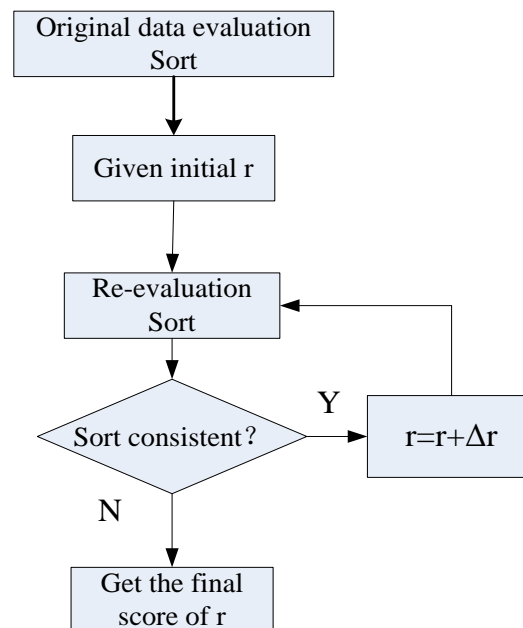 Original data evaluation
Sort
Given initial r
Re-evaluation
Sort
Sort consistent？
Y
r=r+Δr
N
Get the final
score of r